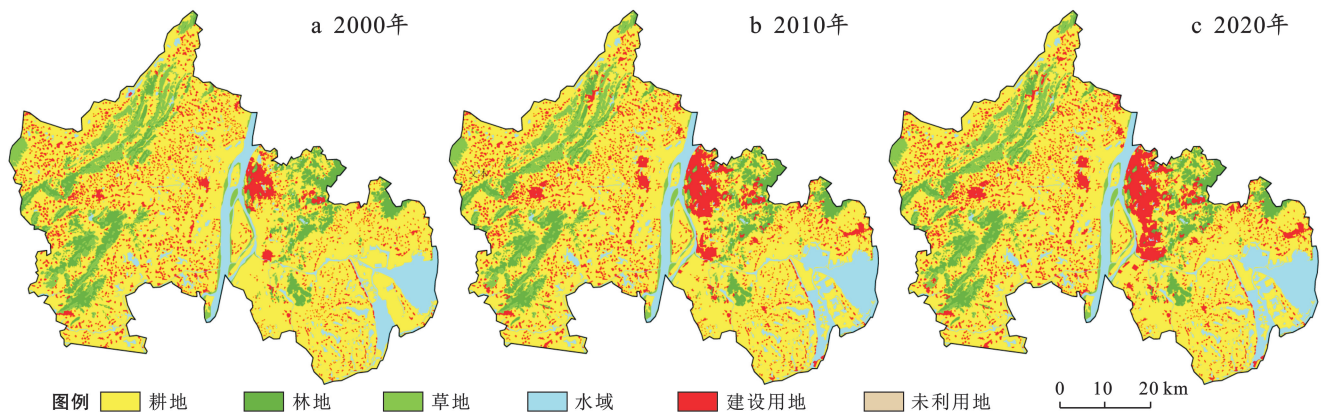 a 2000年
b 2010年
c 2020年
图例 耕地 林地 草地 水域 建设用地 未利用地
0 10 20 km